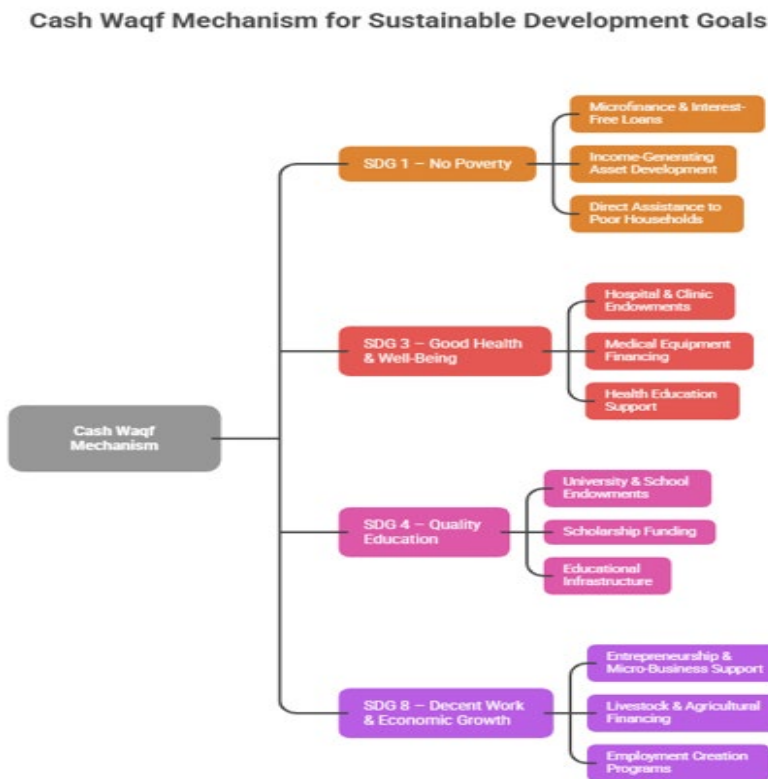 Cash Waqf Mechanism for Sustainable Development Goals
Cash Waqf
Mechanism
SDG 1 – No Poverty
Microfinance & Interest-
Free Loans
Income-Generating
Asset Development
Direct Assistance to
Poor Households
SDG 3 – Good Health
& Well-Being
Hospital & Clinic
Endowments
Medical Equipment
Financing
Health Education
Support
SDG 4 – Quality
Education
University & School
Endowments
Scholarship Funding
Educational
Infrastructure
SDG 8 – Decent Work
& Economic Growth
Entrepreneurship &
Micro-Business Support
Livestock & Agricultural
Financing
Employment Creation
Programs